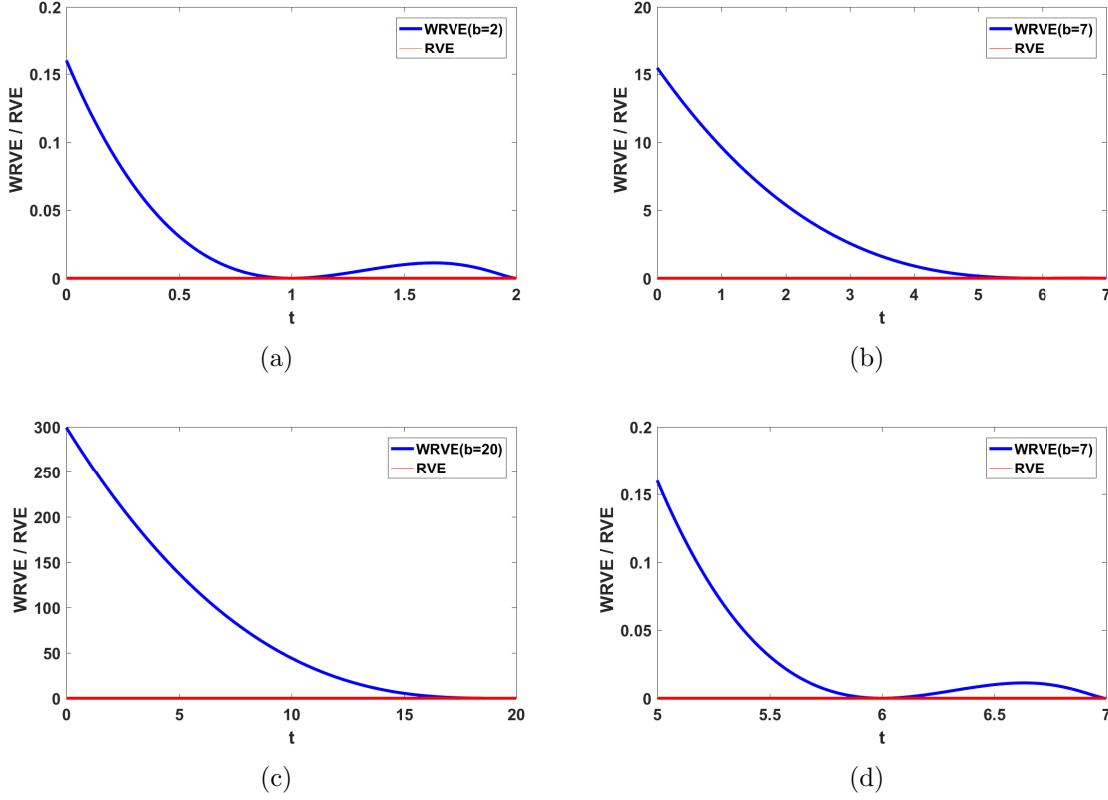 0.2
0.15
0.1
0.05
0
WRVE / RVE
WRVE(b=2)
RVE
0 0.5 1 1.5 2
t
(a)
20
15
10
5
0
WRVE / RVE
WRVE(b=7)
RVE
0 1 2 3 4 5 6 7
t
(b)
300
250
200
150
100
50
0
WRVE / RVE
WRVE(b=20)
RVE
0 5 10 15 20
t
(c)
0.2
0.15
0.1
0.05
0
WRVE / RVE
WRVE(b=7)
RVE
5 5.5 6 6.5 7
t
(d)